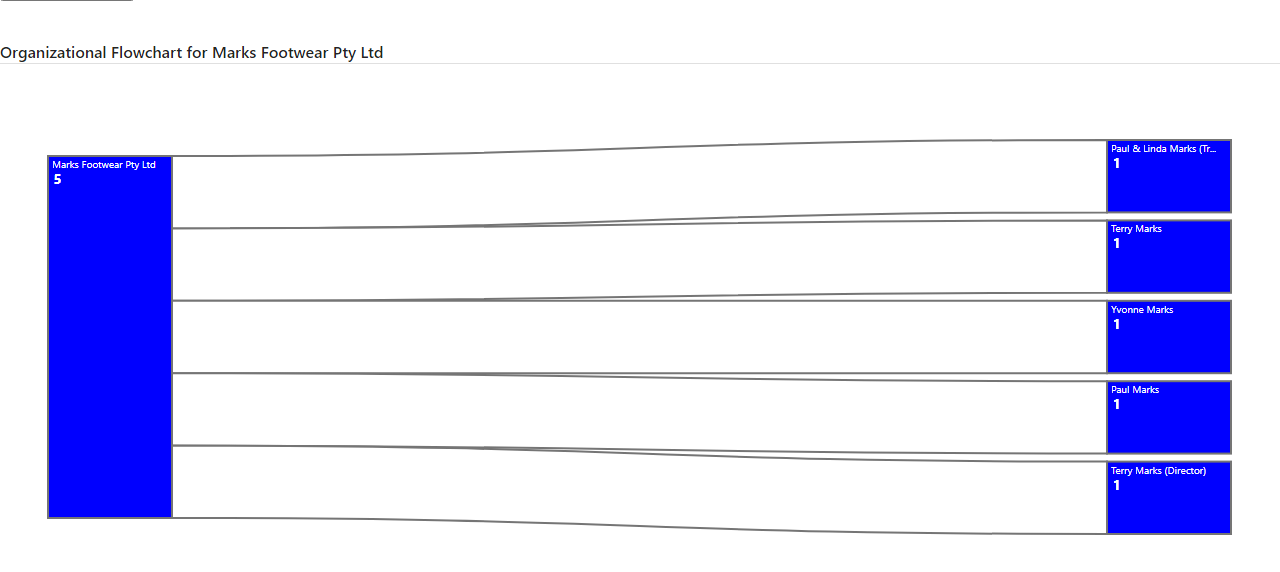 Organizational Flowchart for Marks Footwear Pty Ltd
Marks Footwear Pty Ltd
5
Paul & Linda Marks (Tr...
1
Terry Marks
1
Yvonne Marks
1
Paul Marks
1
Terry Marks (Director)
1